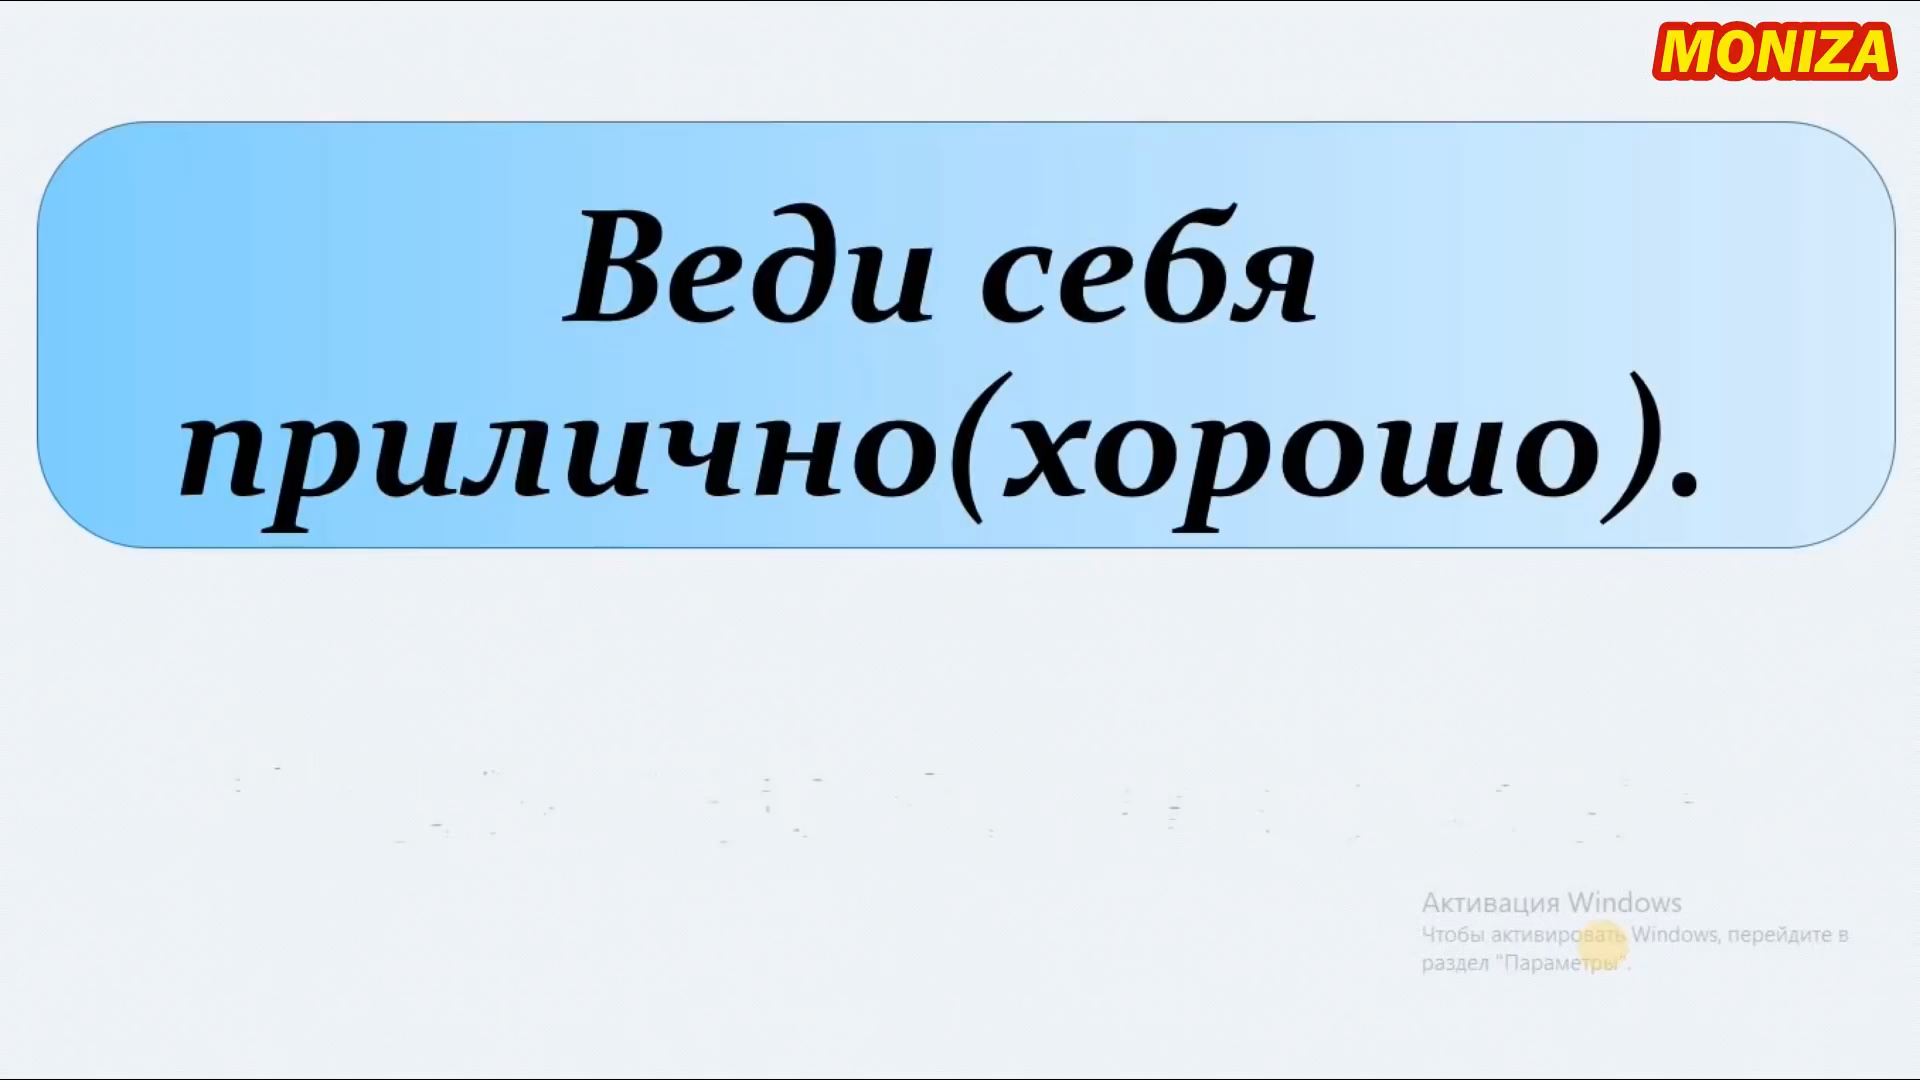 MONIZA
Веди себя
прилично(хорошо).
Активация Windows
Чтобы активировать Windows, перейдите в
раздел "Параметры".